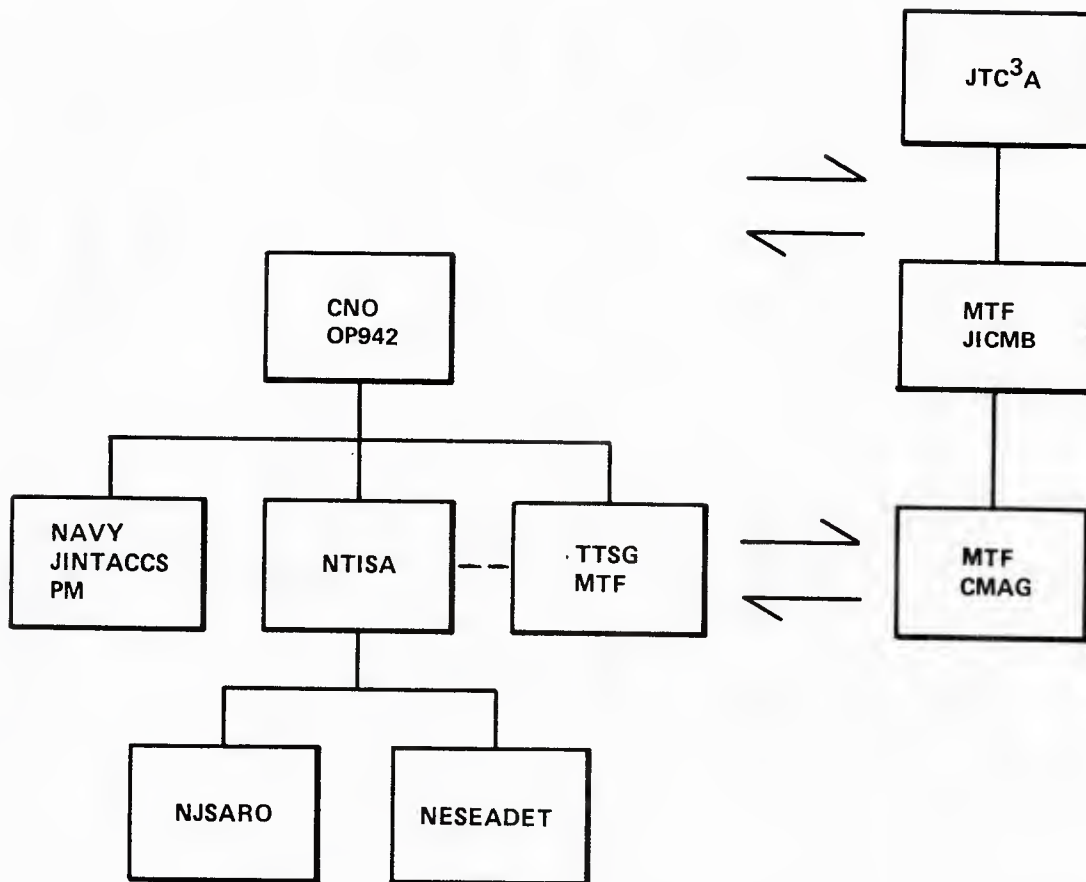 JTC³A
CNO
OP942
MTF
JICMB
NAVY
JINTACCS
PM
NTISA
TTSG
MTF
MTF
CMAG
NJSARO
NESEADET